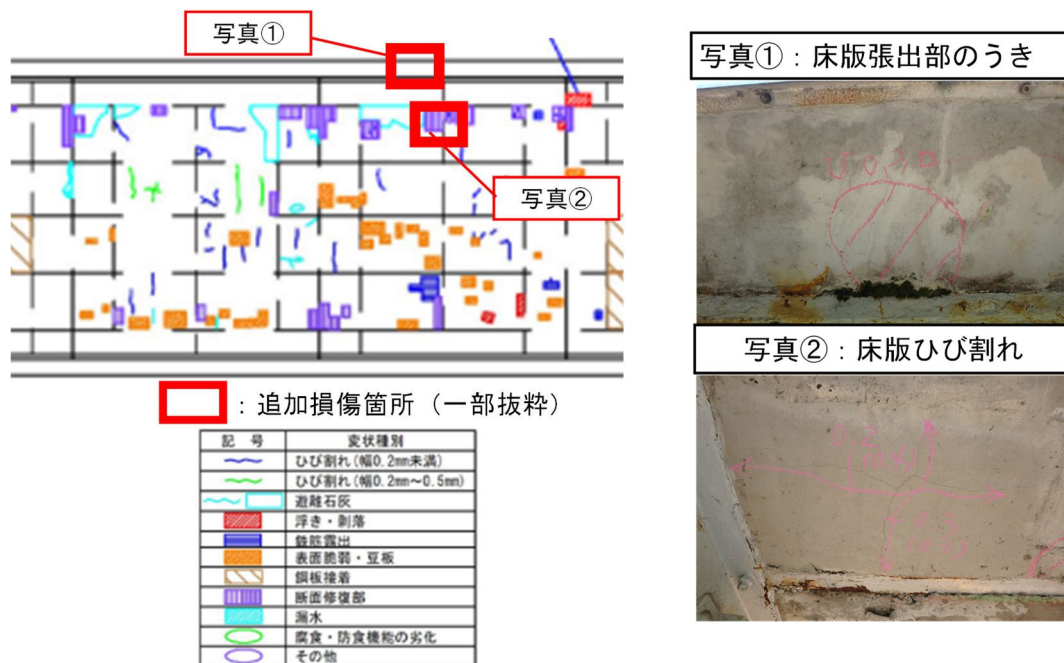 写真①
写真②
: 追加損傷箇所 (一部抜粋)
記 号 変状種別
ひび割れ(幅0.2mm未満)
ひび割れ(幅0.2mm~0.5mm)
遊離石灰
浮き・剥落
鉄筋露出
表面脆弱・豆板
鋼板接着
断面修復部
漏水
腐食・防食機能の劣化
その他
写真① : 床版張出部のうき
写真② : 床版ひび割れ
0.2